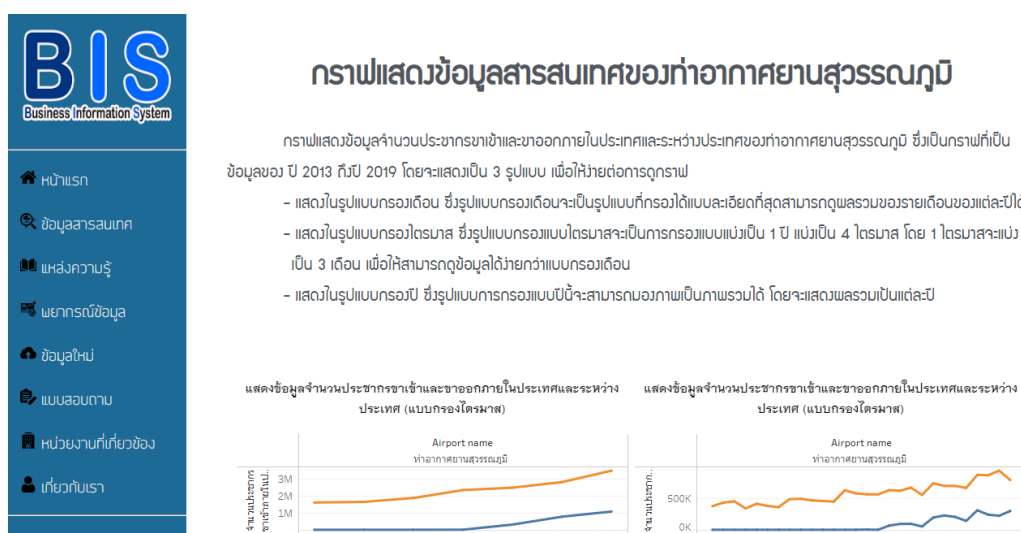 BIS
Business Information System
หน้าแรก
ข้อมูลสารสนเทศ
แหล่งความรู้
พยากรณ์ข้อมูล
ข้อมูลใหม่
แบบสอบถาม
หน่วยงานที่เกี่ยวข้อง
เกี่ยวกับเรา
กราฟแสดงข้อมูลสารสนเทศของท่าอากาศยานสุวรรณภูมิ
กราฟแสดงข้อมูลจำนวนประชากรขาเข้าและขาออกภายในประเทศและระหว่างประเทศของท่าอากาศยานสุวรรณภูมิ ซึ่งเป็นกราฟที่เป็น
ข้อมูลของ ปี 2013 ถึงปี 2019 โดยจะแสดงเป็น 3 รูปแบบ เพื่อให้ง่ายต่อการดูกราฟ
- แสดงในรูปแบบกรองเดือน ซึ่งรูปแบบกรองเดือนจะเป็นรูปแบบที่กรองได้แบบละเอียดที่สุดสามารถดูผลรวมของรายเดือนของแต่ละปีได้
- แสดงในรูปแบบกรองไตรมาส ซึ่งรูปแบบกรองแบบไตรมาสจะเป็นการกรองแบบแบ่งเป็น 1 ปี แบ่งเป็น 4 ไตรมาส โดย 1 ไตรมาสจะแบ่ง
เป็น 3 เดือน เพื่อให้สามารถดูข้อมูลได้ง่ายกว่าแบบกรองเดือน
- แสดงในรูปแบบกรองปี ซึ่งรูปแบบการกรองแบบปีนี้จะสามารถมองภาพเป็นภาพรวมได้ โดยจะแสดงผลรวมเป็นแต่ละปี
แสดงข้อมูลจำนวนประชากรขาเข้าและขาออกภายในประเทศและระหว่าง
ประเทศ (แบบกรองไตรมาส)
Airport name
ท่าอากาศยานสุวรรณภูมิ
จำนวนประชากร
ขาเข้าภายในป..
3M
2M
1M
แสดงข้อมูลจำนวนประชากรขาเข้าและขาออกภายในประเทศและระหว่าง
ประเทศ (แบบกรองไตรมาส)
Airport name
ท่าอากาศยานสุวรรณภูมิ
จำนวนประชาก..
500K
0K